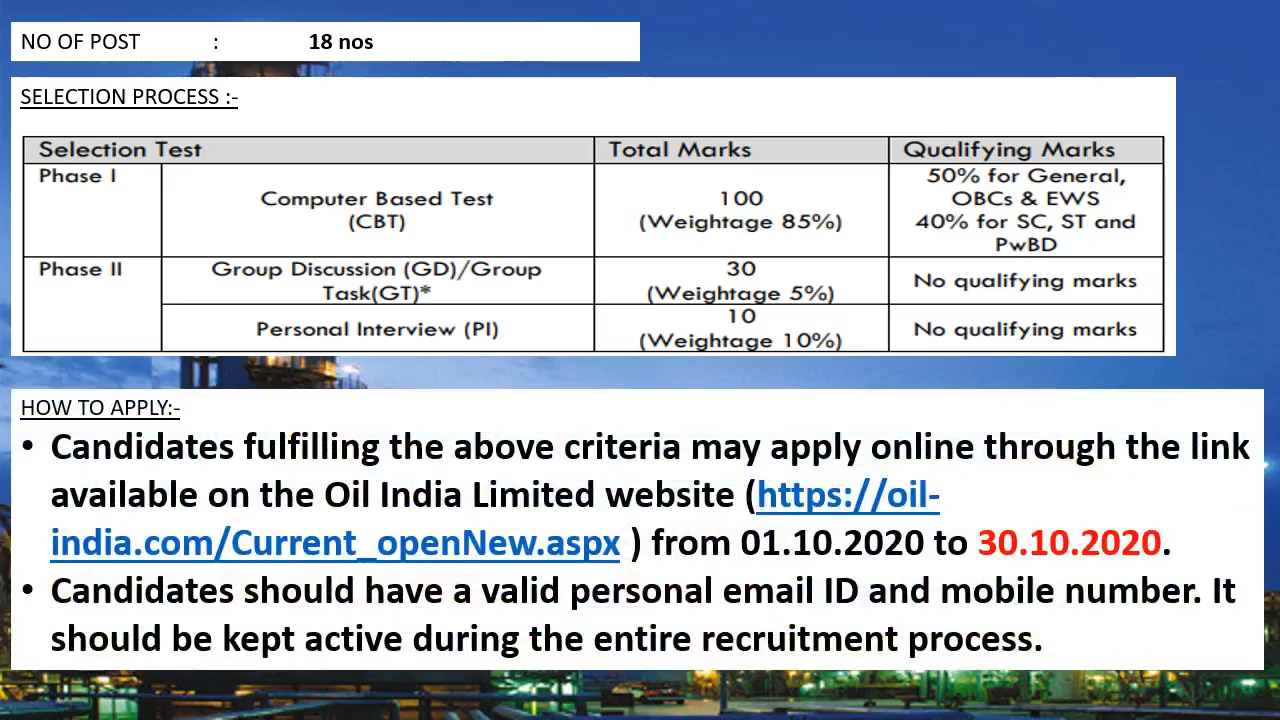 NO OF POST : 18 nos
SELECTION PROCESS :-
Selection Test Total Marks Qualifying Marks
Phase I Computer Based Test (CBT) 100 (Weightage 85%) 50% for General, OBCs & EWS 40% for SC, ST and PwBD
Phase II Group Discussion (GD)/Group Task(GT)* 30 (Weightage 5%) No qualifying marks
Personal Interview (PI) 10 (Weightage 10%) No qualifying marks
HOW TO APPLY:-
• Candidates fulfilling the above criteria may apply online through the link
available on the Oil India Limited website (https://oil-
india.com/Current_openNew.aspx ) from 01.10.2020 to 30.10.2020.
• Candidates should have a valid personal email ID and mobile number. It
should be kept active during the entire recruitment process.